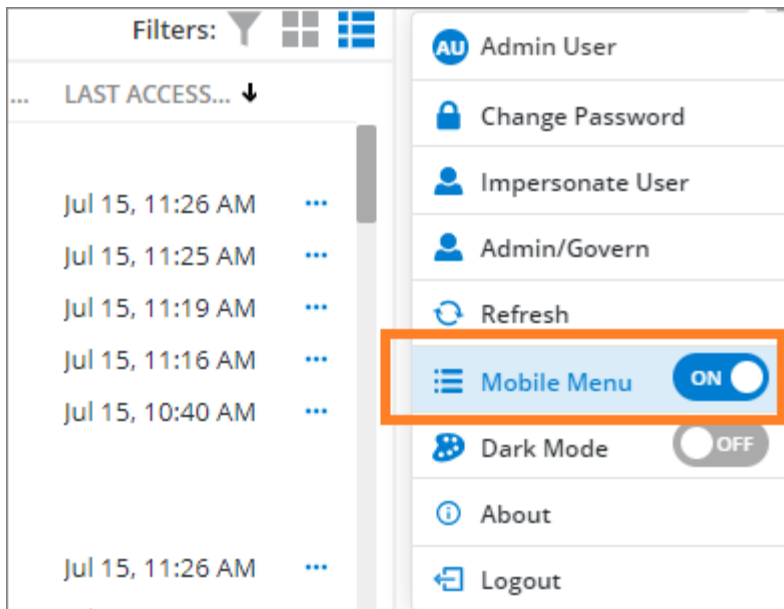 Filters:
... LAST ACCESS...
Jul 15, 11:26 AM ...
Jul 15, 11:25 AM ...
Jul 15, 11:19 AM ...
Jul 15, 11:16 AM ...
Jul 15, 10:40 AM ...
Jul 15, 11:26 AM ...
AU Admin User
Change Password
Impersonate User
Admin/Govern
Refresh
Mobile Menu ON
Dark Mode OFF
About
Logout